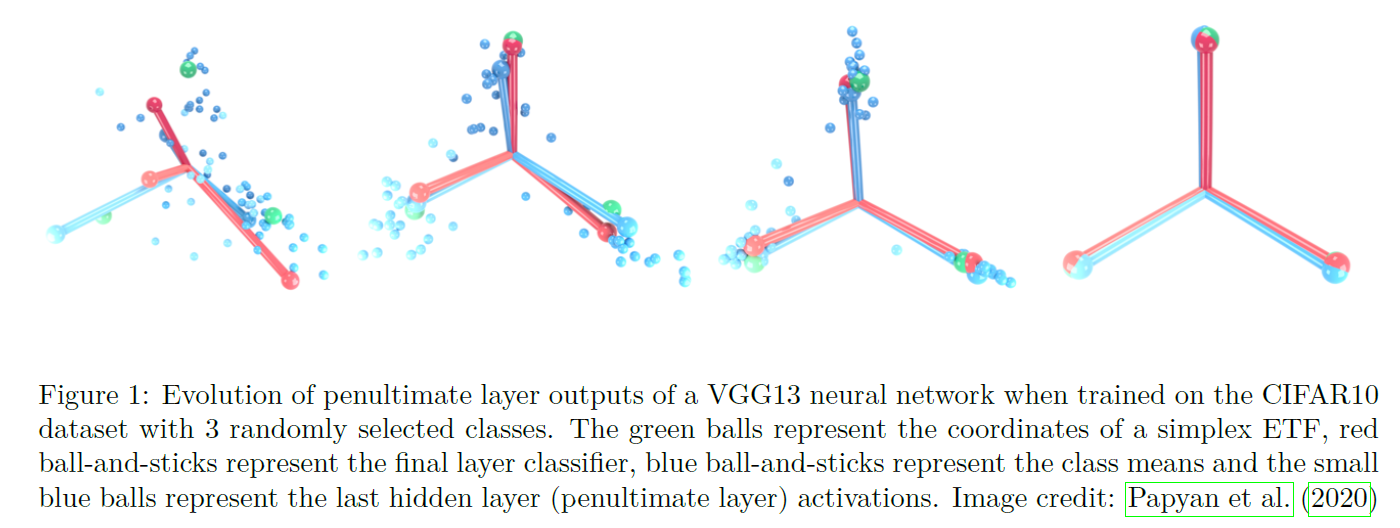 Figure 1: Evolution of penultimate layer outputs of a VGG13 neural network when trained on the CIFAR10
dataset with 3 randomly selected classes. The green balls represent the coordinates of a simplex ETF, red
ball-and-sticks represent the final layer classifier, blue ball-and-sticks represent the class means and the small
blue balls represent the last hidden layer (penultimate layer) activations. Image credit: Papyan et al. (2020)